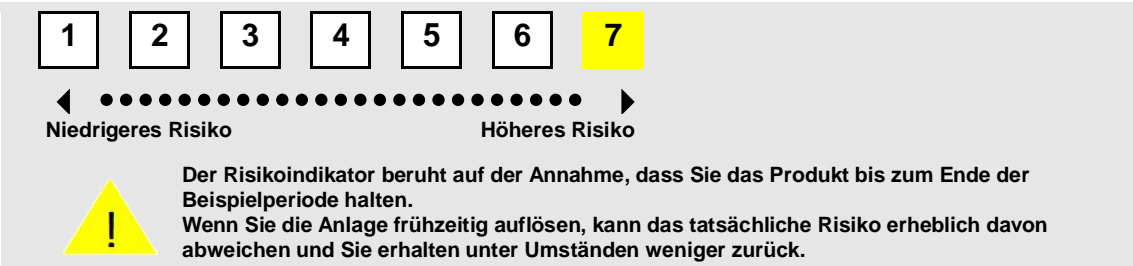 1 2 3 4 5 6 7
Niedrigeres Risiko Höheres Risiko
Der Risikoindikator beruht auf der Annahme, dass Sie das Produkt bis zum Ende der
Beispielperiode halten.
Wenn Sie die Anlage frühzeitig auflösen, kann das tatsächliche Risiko erheblich davon
abweichen und Sie erhalten unter Umständen weniger zurück.
!